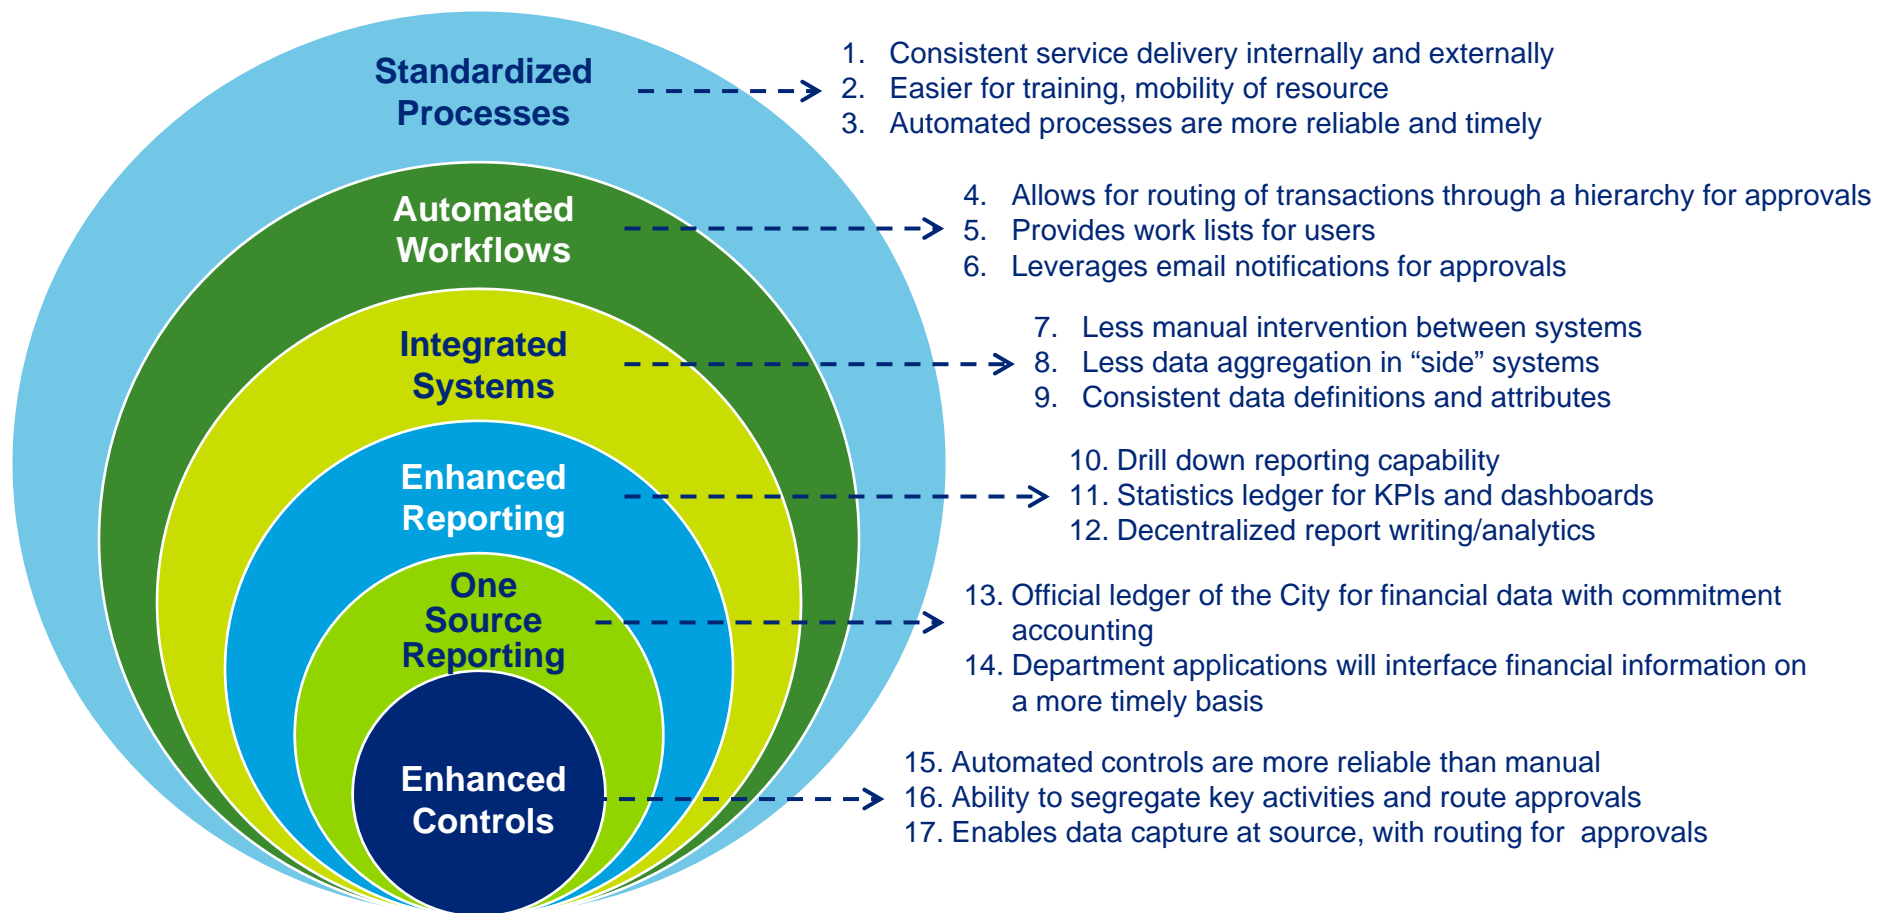 Standardized
Processes
1. Consistent service delivery internally and externally
2. Easier for training, mobility of resource
3. Automated processes are more reliable and timely
Automated
Workflows
4. Allows for routing of transactions through a hierarchy for approvals
5. Provides work lists for users
6. Leverages email notifications for approvals
Integrated
Systems
7. Less manual intervention between systems
8. Less data aggregation in “side” systems
9. Consistent data definitions and attributes
Enhanced
Reporting
10. Drill down reporting capability
11. Statistics ledger for KPIs and dashboards
12. Decentralized report writing/analytics
One
Source
Reporting
13. Official ledger of the City for financial data with commitment
accounting
14. Department applications will interface financial information on
a more timely basis
Enhanced
Controls
15. Automated controls are more reliable than manual
16. Ability to segregate key activities and route approvals
17. Enables data capture at source, with routing for approvals